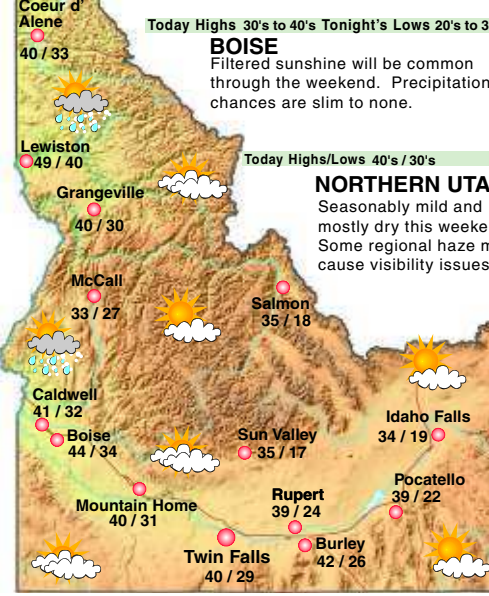 Coeur d'
Alene
40 / 33
Today Highs 30's to 40's Tonight's Lows 20's to 3
BOISE
Filtered sunshine will be common
through the weekend. Precipitation
chances are slim to none.
Lewiston
49 / 40
Today Highs/Lows 40's / 30's
NORTHERN UTA
Seasonably mild and
mostly dry this weeke
Some regional haze m
cause visibility issues
Grangeville
40 / 30
McCall
33 / 27
Salmon
35 / 18
Caldwell
41 / 32
Boise
44 / 34
Sun Valley
35 / 17
Idaho Falls
34 / 19
Mountain Home
40 / 31
Rupert
39 / 24
Pocatello
39 / 22
Twin Falls
40 / 29
Burley
42 / 26